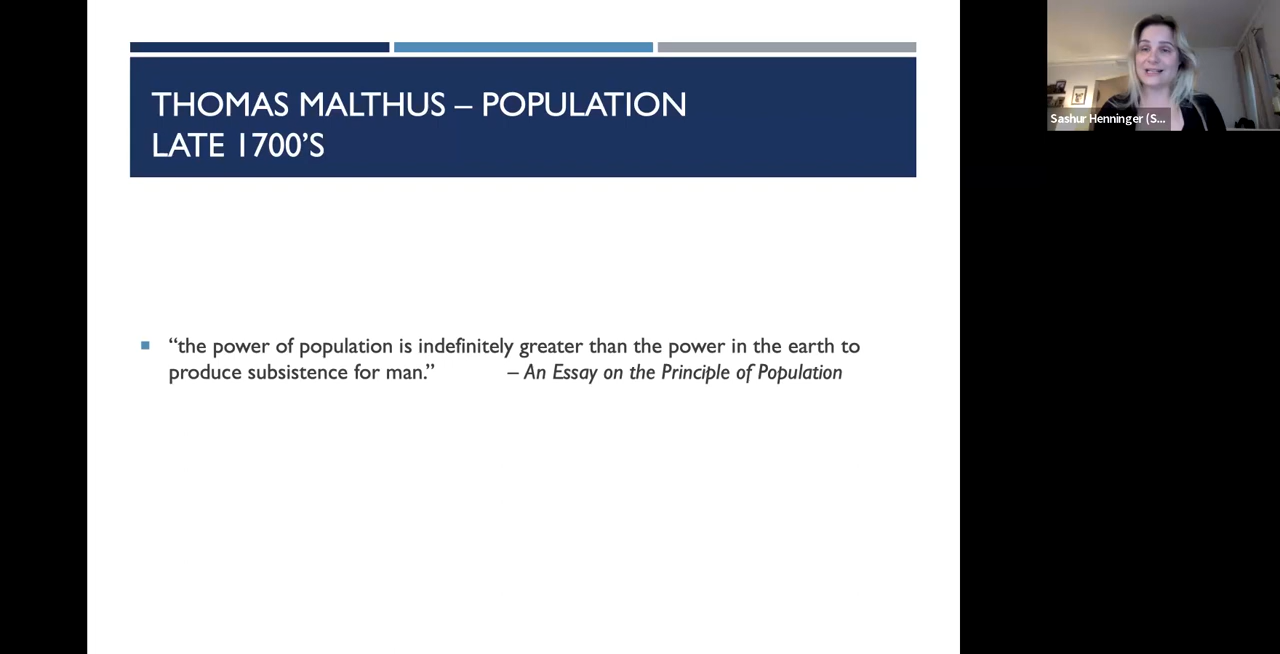 THOMAS MALTHUS – POPULATION
LATE 1700’S
“the power of population is indefinitely greater than the power in the earth to
produce subsistence for man.” – An Essay on the Principle of Population
Sashur Henninger (S...